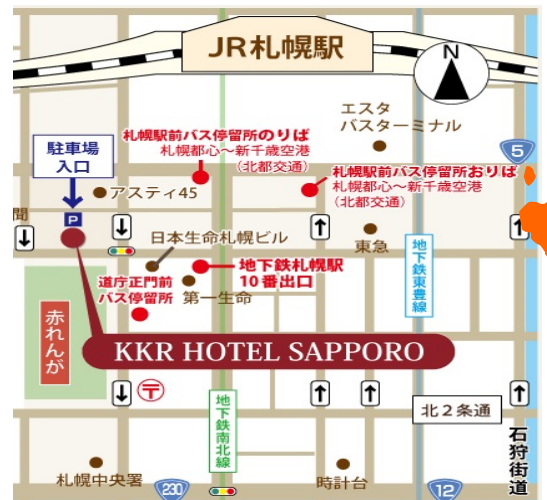 JR札幌駅
N
エスタ
バスターミナル
札幌駅前バス停留所のりば
札幌都心～新千歳空港
(北都交通)
駐車場
入口
5
札幌駅前バス停留所おりば
札幌都心～新千歳空港
(北都交通)
アスティ45
P
聞
日本生命札幌ビル
東急
地下鉄東豊線
地下鉄札幌駅
10番出口
道庁正門前
バス停留所
第一生命
赤れんが
KKR HOTEL SAPPORO
〒
地下鉄南北線
北2条通
石狩街道
札幌中央署
230
時計台
12